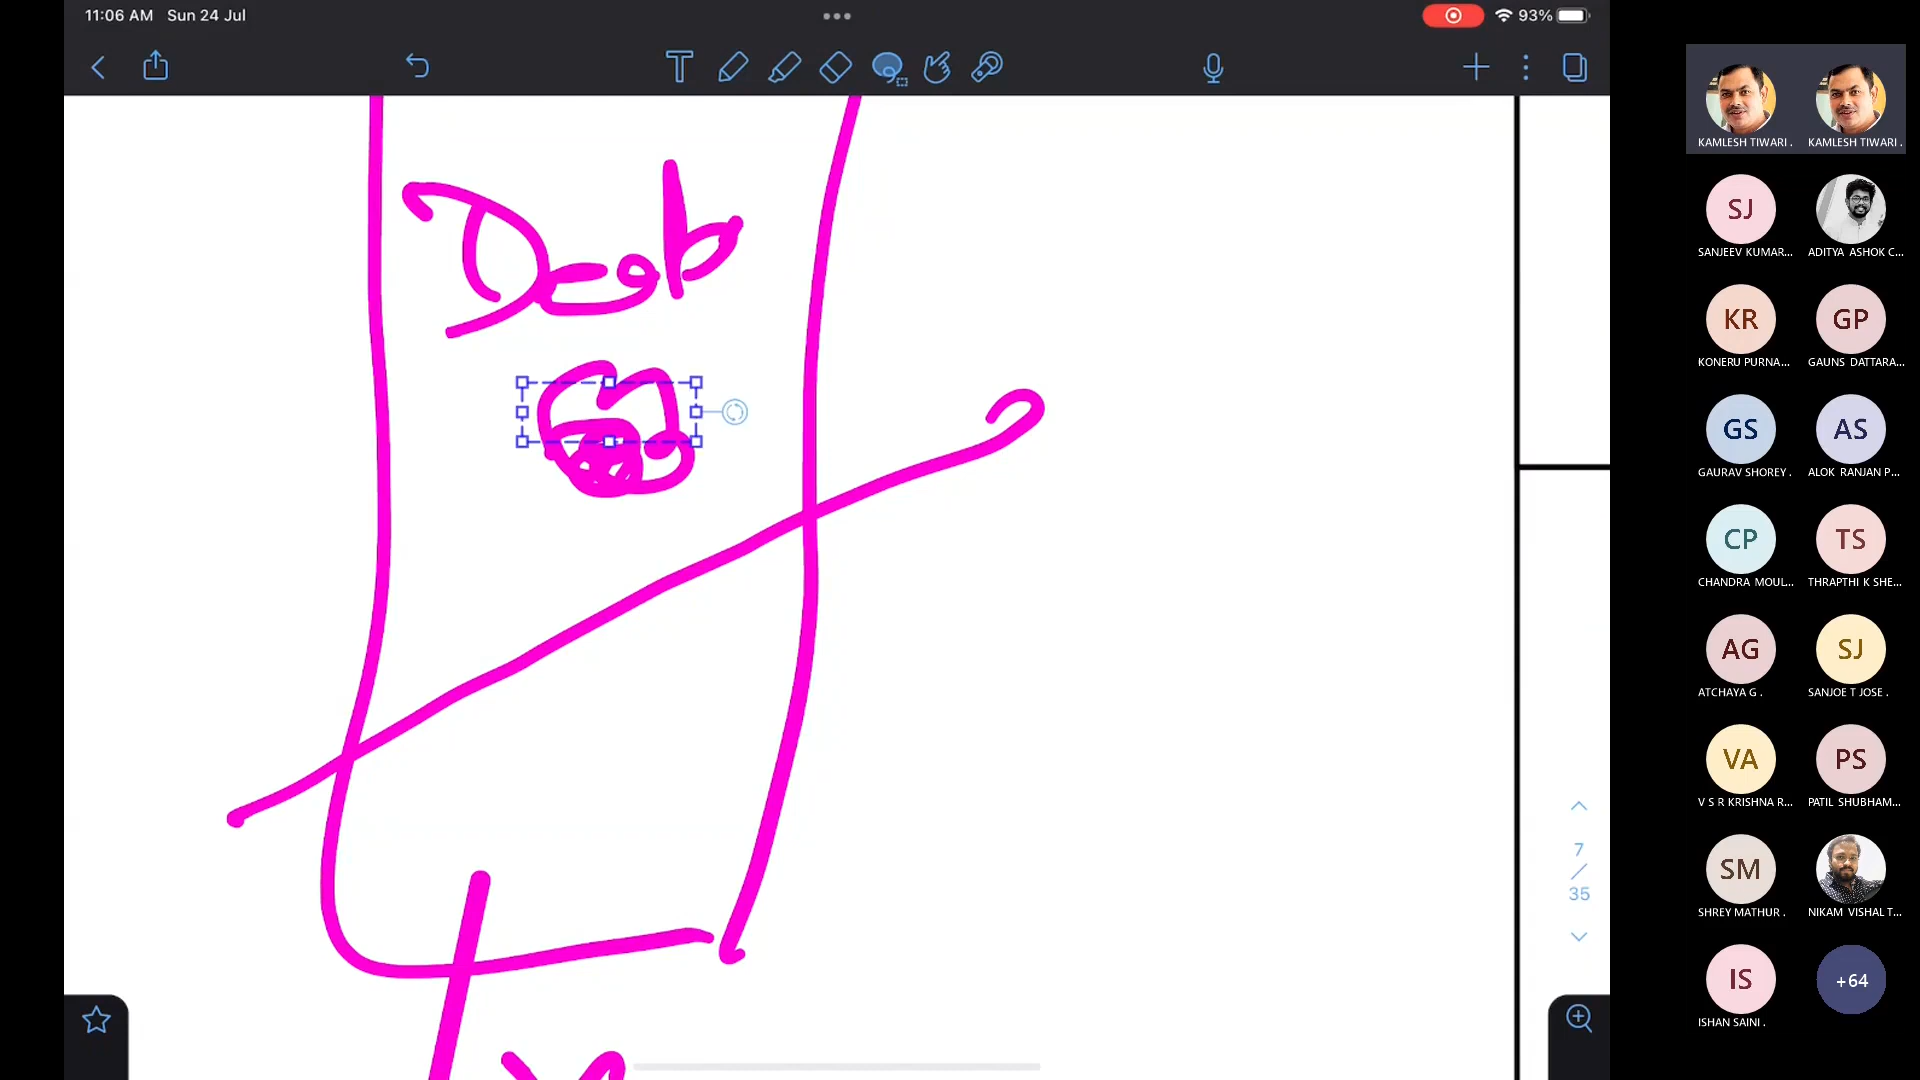 11:06 AM Sun 24 Jul
93%
KAMLESH TIWARI .
KAMLESH TIWARI .
SJ
SANJEEV KUMAR...
ADITYA ASHOK C...
KR
KONERU PURNA...
GP
GAUNS DATTARA...
GS
GAURAV SHOREY .
AS
ALOK RANJAN P...
CP
CHANDRA MOUL...
TS
THRAPTHI K SHE...
AG
ATCHAYA G .
SJ
SANJOE T JOSE .
VA
V S R KRISHNA R...
PS
PATIL SHUBHAM...
SM
SHREY MATHUR .
NIKAM VISHAL T...
IS
ISHAN SAINI .
+64
7
/
35